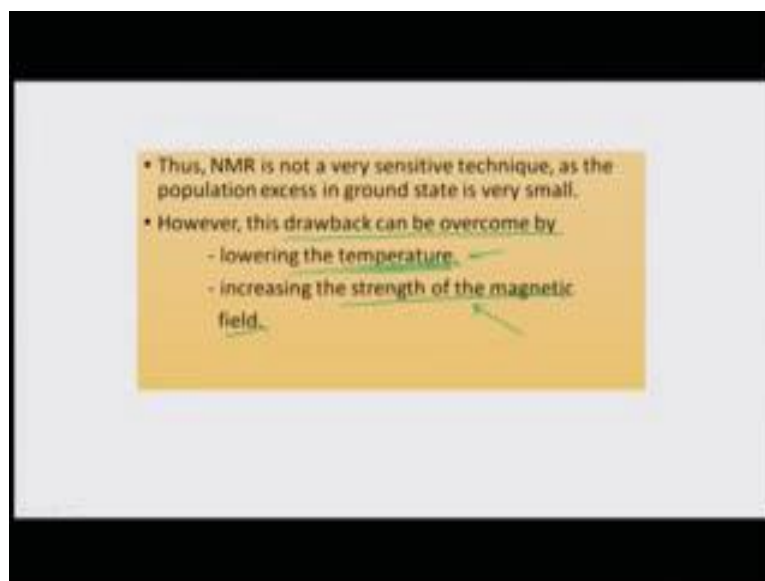 • Thus, NMR is not a very sensitive technique, as the
population excess in ground state is very small.
• However, this drawback can be overcome by
- lowering the temperature.
- increasing the strength of the magnetic
field.